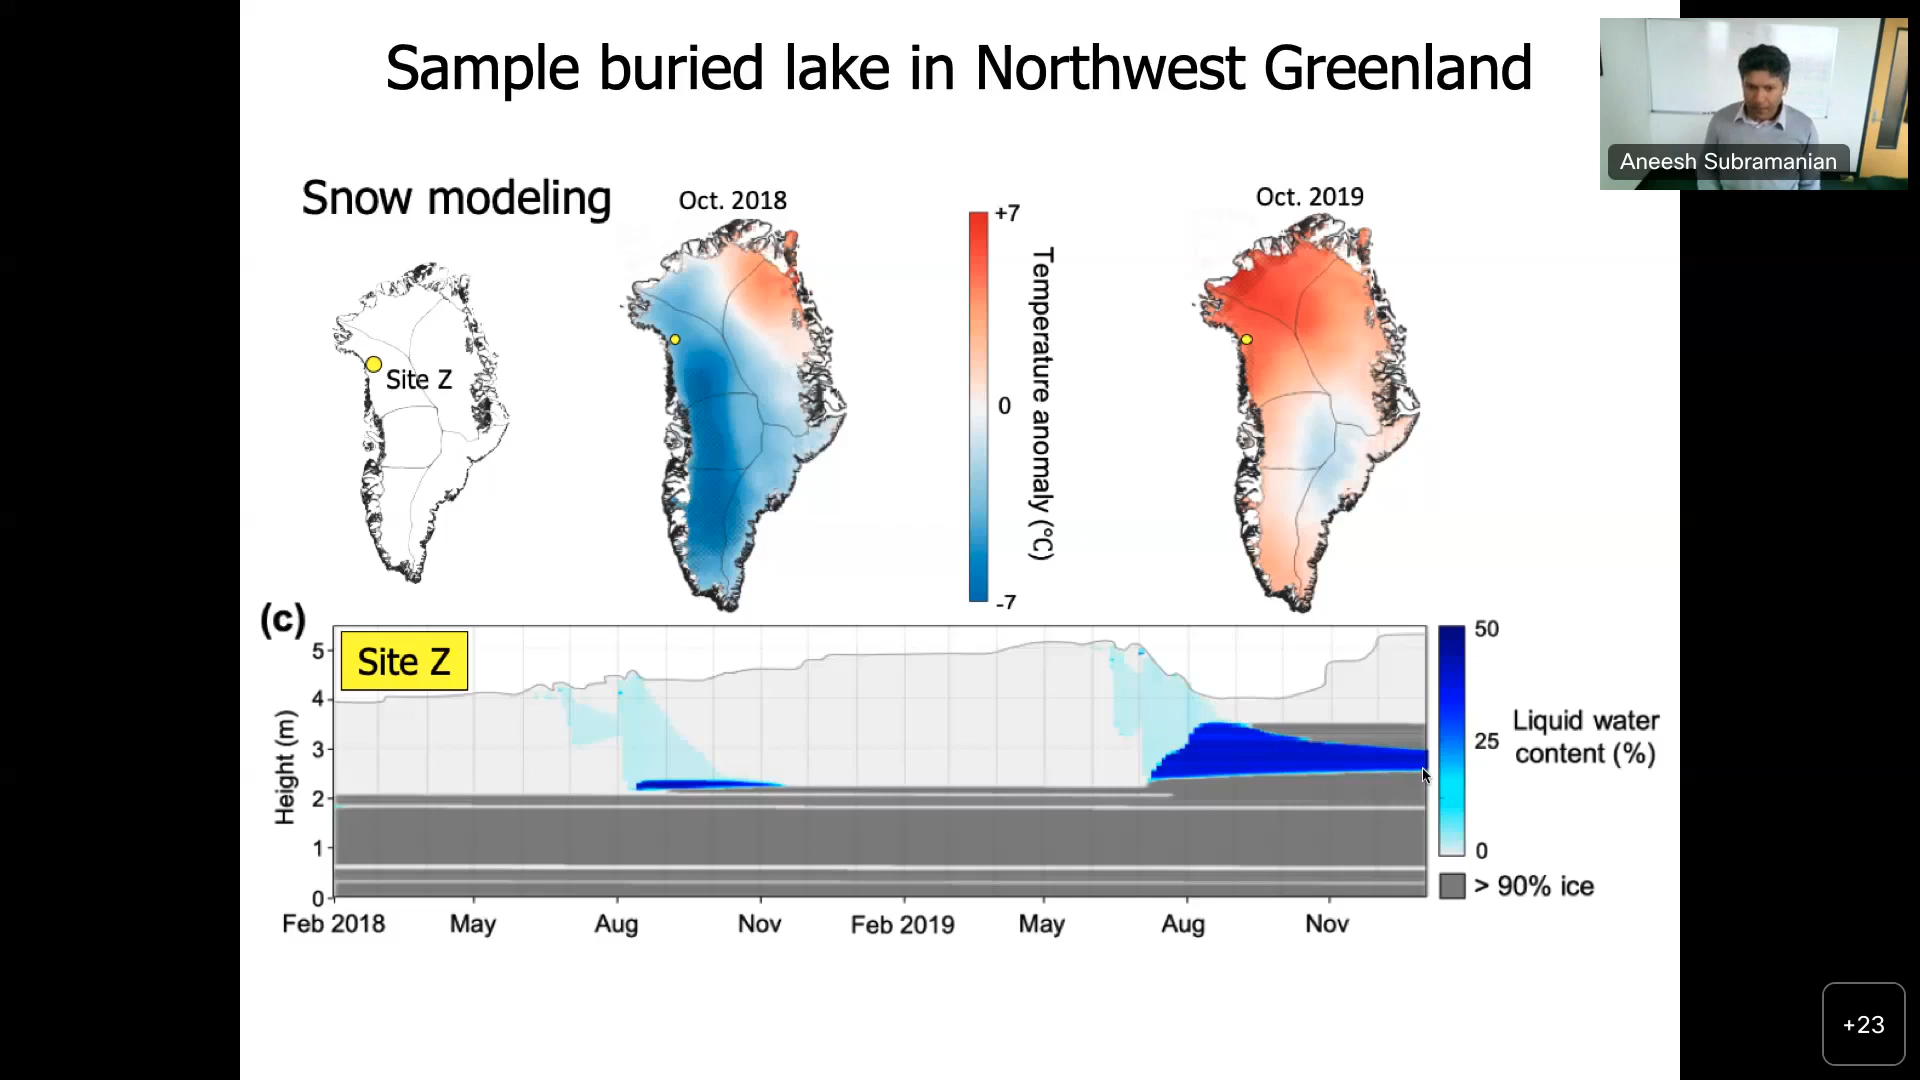 Sample buried lake in Northwest Greenland
Aneesh Subramanian
Snow modeling
Oct. 2018
Oct. 2019
+7
0
-7
Temperature anomaly (°C)
Site Z
(c)
Site Z
5
4
3
2
1
0
Height (m)
Feb 2018
May
Aug
Nov
Feb 2019
May
Aug
Nov
50
25
0
Liquid water
content (%)
> 90% ice
+23